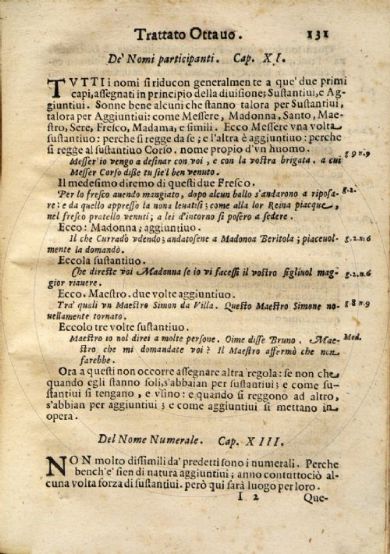 Trattato Ottauo. 131
De' Nomi participanti. Cap. XI.
TVTTI i nomi si riducon generalmente a que' due primi
capi, assegnati in principio della diuisione; Sustantiui, e Ag-
giuntiui. Sonne bene alcuni che stanno talora per Sustantiui,
talora per Aggiuntiui: come Messere, Madonna, Santo, Mae-
stro, Sere, Fresco, Madama, e simili. Ecco Messere vna volta
sustantiuo: perche si regge da se; e l'altra è aggiuntiuo: perche
si regge al sustantiuo Corso. nome propio d'vn huomo.
Messer io vengo a desinar con voi, e con la vostra brigata. a cui g 9 n. 9
Messer Corso disse tu sie'l ben venuto.
Il medesimo diremo di questi due Fresco.
Per lo fresco auendo mangiato, dopo alcun ballo s'andarono a riposa- g. 2.
re: e da quello appresso la nona leuatisi; come alla lor Reina piacque,
nel fresco pratello venuti, a lei d'intorno si posero a sedere.
Ecco: Madonna; aggiuntiuo.
Il che Currado vdendo; andatosene a Madonna Beritola; piaceuol- g. 2. n. 6
mente la domandò.
Eccola sustantiuo.
Che direste voi Madonna se io vi facessi il vostro figliuol mag- g. 2. n. 6
gior riauere.
Ecco. Maestro. due volte aggiuntiuo.
Tra' quali vn Maestro Simon da Villa. Questo Maestro Simone no- g 8 n 9
uellamente tornato.
Eccolo tre volte sustantiuo.
Maestro io nol direi a molte persone. Oime disse Bruno. Mae- Med.
stro che mi domandate voi? Il Maestro affermò che non
farebbe.
Ora a questi non occorre assegnare altra regola: se non che
quando egli stanno soli, s'abbaian per sustantiui; e come su-
stantiui si tengano, e vsino: e quando si reggono ad altro,
s'abbian per aggiuntiui; e come aggiuntiui si mettano in
opera.
Del Nome Numerale. Cap. XIII.
NON molto dissimili da' predetti sono i numerali. Perche
bench'e' sien di natura aggiuntiui; anno contuttociò al-
cuna volta forza di sustantiui. però qui sarà luogo per loro.
I 2 Que-